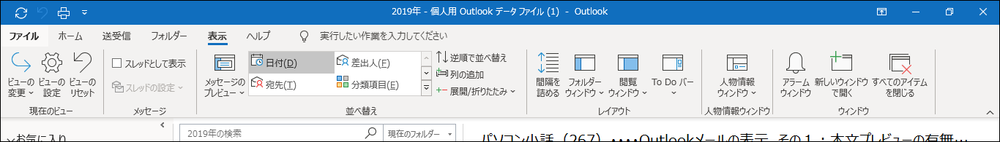 2019年 - 個人用 Outlook データ ファイル (1) - Outlook
ファイル ホーム 送受信 フォルダー 表示 ヘルプ 実行したい作業を入力してください
ビューの変更
ビューの設定
ビューのリセット
現在のビュー
スレッドとして表示
スレッドの設定
メッセージ
メッセージのプレビュー
日付(D)
差出人(F)
宛先(T)
分類項目(E)
逆順で並べ替え
列の追加
展開/折りたたみ
並べ替え
間隔を詰める
フォルダーウィンドウ
閲覧ウィンドウ
To Do バー
レイアウト
人物情報ウィンドウ
人物情報ウィンドウ
アラームウィンドウ
新しいウィンドウで開く
すべてのアイテムを閉じる
ウィンドウ
お気に入り
2019年の検索
現在のフォルダー
パソコン小話（267）・・・・Outlookメールの表示 その１：本文プレビューの有無...